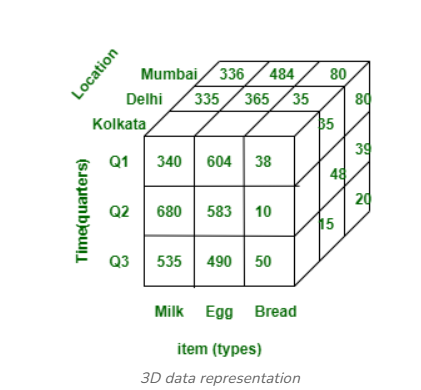 Location
Mumbai 336 484 80
Delhi 335 365 35 80
Kolkata 35
Q1 340 604 38 39
Time(quarters)
48
Q2 680 583 10 20
15
Q3 535 490 50
Milk Egg Bread
item (types)
3D data representation